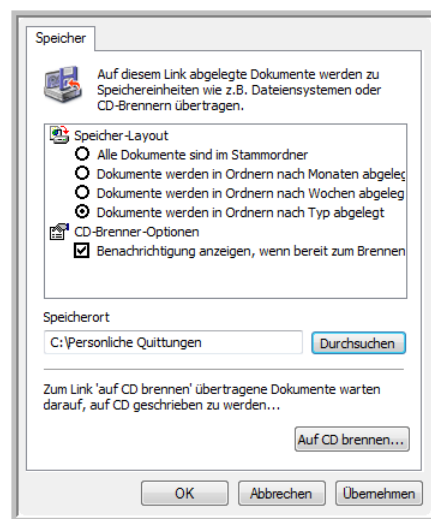 Speicher
Auf diesem Link abgelegte Dokumente werden zu
Speichereinheiten wie z.B. Dateiensystemen oder
CD-Brennern übertragen.
Speicher-Layout
Alle Dokumente sind im Stammordner
Dokumente werden in Ordnern nach Monaten abgeleg
Dokumente werden in Ordnern nach Wochen abgeleg
Dokumente werden in Ordnern nach Typ abgelegt
CD-Brenner-Optionen
Benachrichtigung anzeigen, wenn bereit zum Brennen
Speicherort
C:\Personliche Quittungen
Durchsuchen
Zum Link 'auf CD brennen' übertragene Dokumente warten
darauf, auf CD geschrieben zu werden...
Auf CD brennen...
OK Abbrechen Übernehmen